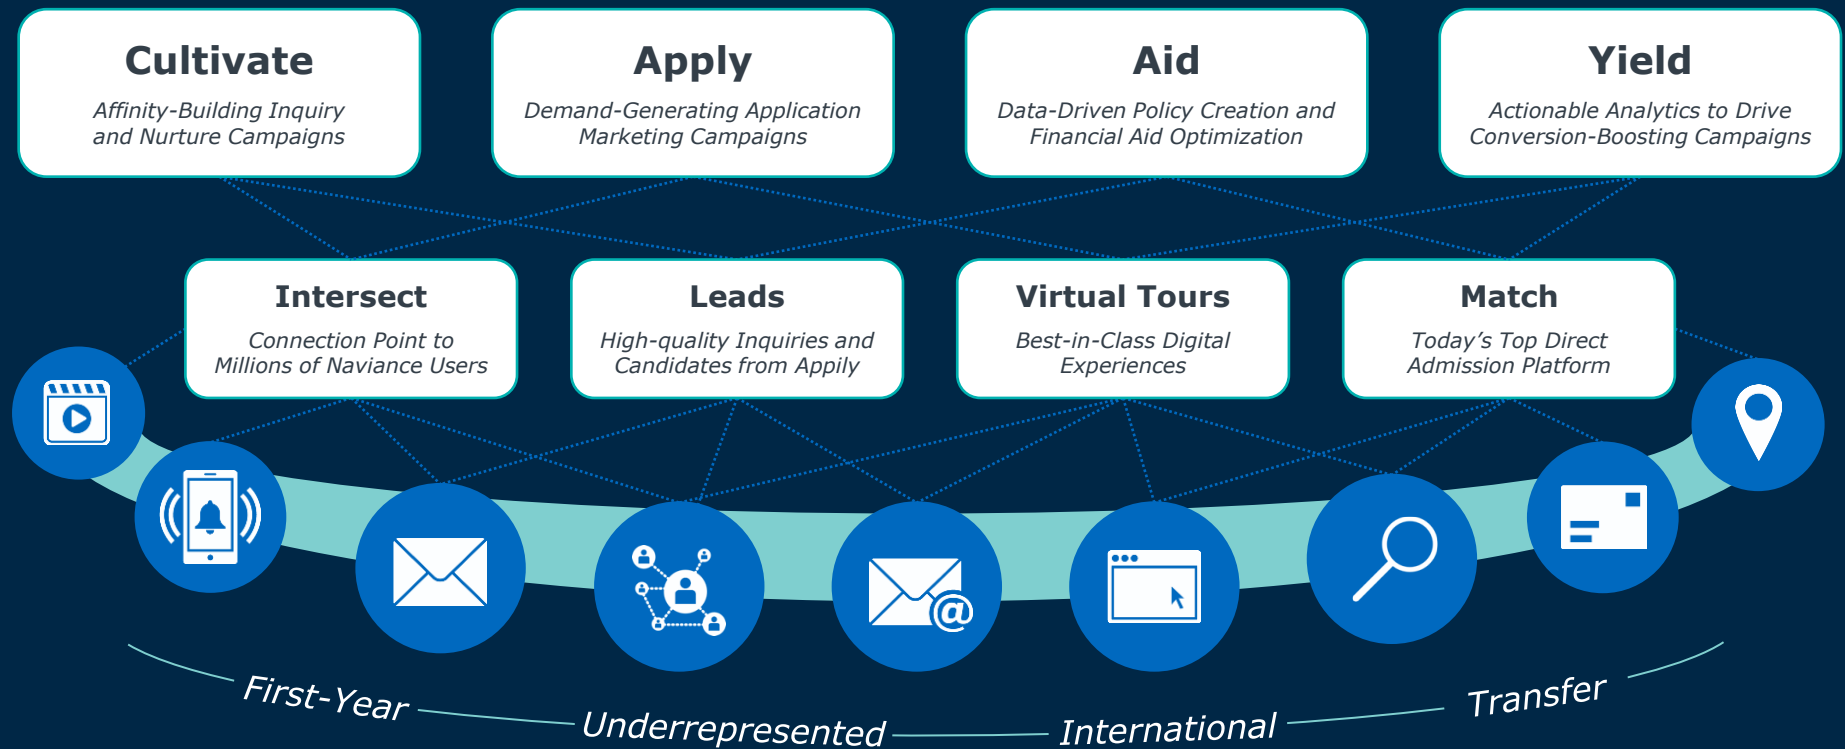 Cultivate
Affinity-Building Inquiry
and Nurture Campaigns
Apply
Demand-Generating Application
Marketing Campaigns
Aid
Data-Driven Policy Creation and
Financial Aid Optimization
Yield
Actionable Analytics to Drive
Conversion-Boosting Campaigns
Intersect
Connection Point to
Millions of Naviance Users
Leads
High-quality Inquiries and
Candidates from Appily
Virtual Tours
Best-in-Class Digital
Experiences
Match
Today’s Top Direct
Admission Platform
@
First-Year
Underrepresented
International
Transfer